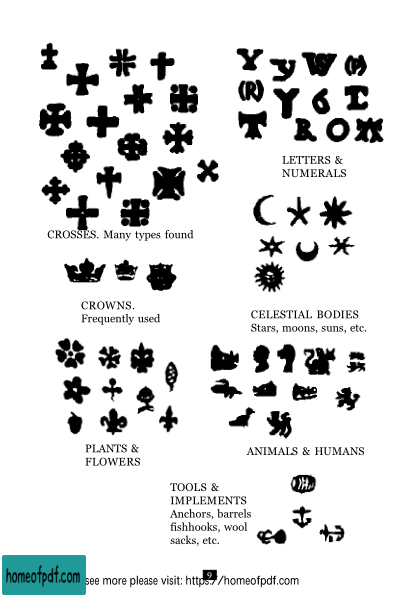 Y y W (P)
(R) Y 6 I
T R O M
LETTERS &
NUMERALS
CROSSES. Many types found
CROWNS.
Frequently used
CELESTIAL BODIES
Stars, moons, suns, etc.
PLANTS &
FLOWERS
ANIMALS & HUMANS
TOOLS &
IMPLEMENTS
Anchors, barrels
fishhooks, wool
sacks, etc.
9
homeofpdf.com
see more please visit: https://homeofpdf.com